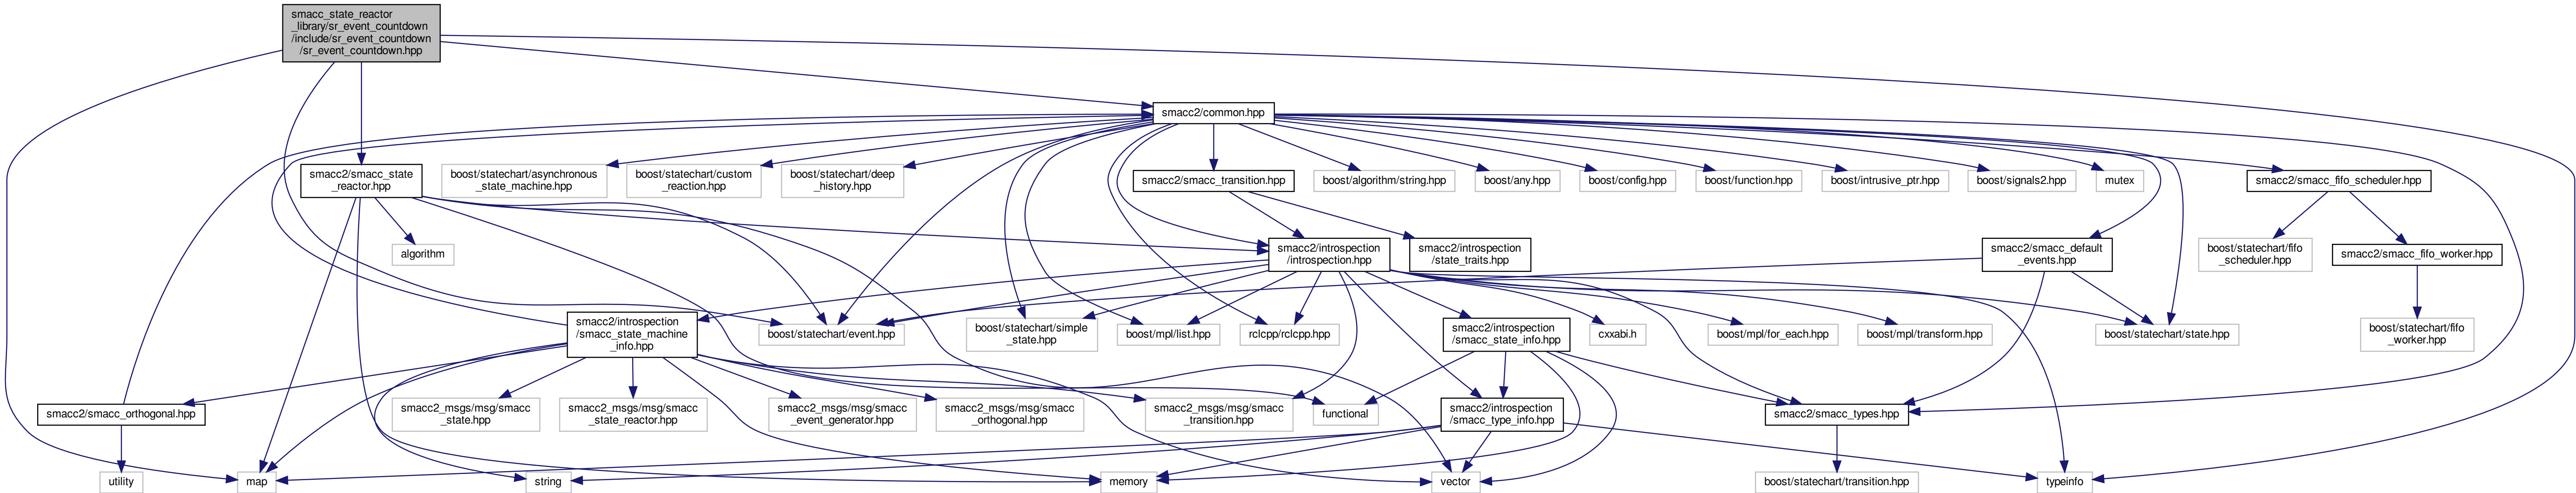 smacc_state_reactor
_library/sr_event_countdown
/include/sr_event_countdown
/sr_event_countdown.hpp
smacc2/common.hpp
smacc2/smacc_state
_reactor.hpp
boost/statechart/asynchronous
_state_machine.hpp
boost/statechart/custom
_reaction.hpp
boost/statechart/deep
_history.hpp
smacc2/smacc_transition.hpp
boost/algorithm/string.hpp
boost/any.hpp
boost/config.hpp
boost/function.hpp
boost/intrusive_ptr.hpp
boost/signals2.hpp
mutex
smacc2/smacc_fifo_scheduler.hpp
algorithm
smacc2/introspection
/introspection.hpp
smacc2/introspection
/state_traits.hpp
smacc2/smacc_default
_events.hpp
boost/statechart/fifo
_scheduler.hpp
smacc2/smacc_fifo_worker.hpp
smacc2/introspection
/smacc_state_machine
_info.hpp
boost/statechart/event.hpp
boost/statechart/simple
_state.hpp
boost/mpl/list.hpp
rclcpp/rclcpp.hpp
smacc2/introspection
/smacc_state_info.hpp
cxxabi.h
boost/mpl/for_each.hpp
boost/mpl/transform.hpp
boost/statechart/state.hpp
boost/statechart/fifo
_worker.hpp
smacc2/smacc_orthogonal.hpp
smacc2_msgs/msg/smacc
_state.hpp
smacc2_msgs/msg/smacc
_state_reactor.hpp
smacc2_msgs/msg/smacc
_event_generator.hpp
smacc2_msgs/msg/smacc
_orthogonal.hpp
smacc2_msgs/msg/smacc
_transition.hpp
functional
smacc2/introspection
/smacc_type_info.hpp
smacc2/smacc_types.hpp
utility
map
string
memory
vector
boost/statechart/transition.hpp
typeinfo